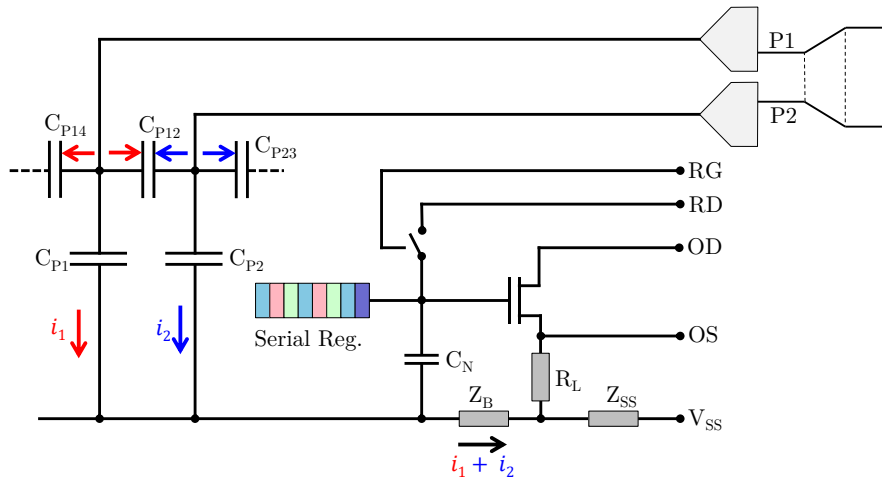 P1
P2
C_P14
C_P12
C_P23
RG
RD
OD
C_P1
C_P2
i_1
i_2
Serial Reg.
OS
C_N
R_L
Z_B
Z_SS
V_SS
i_1 + i_2